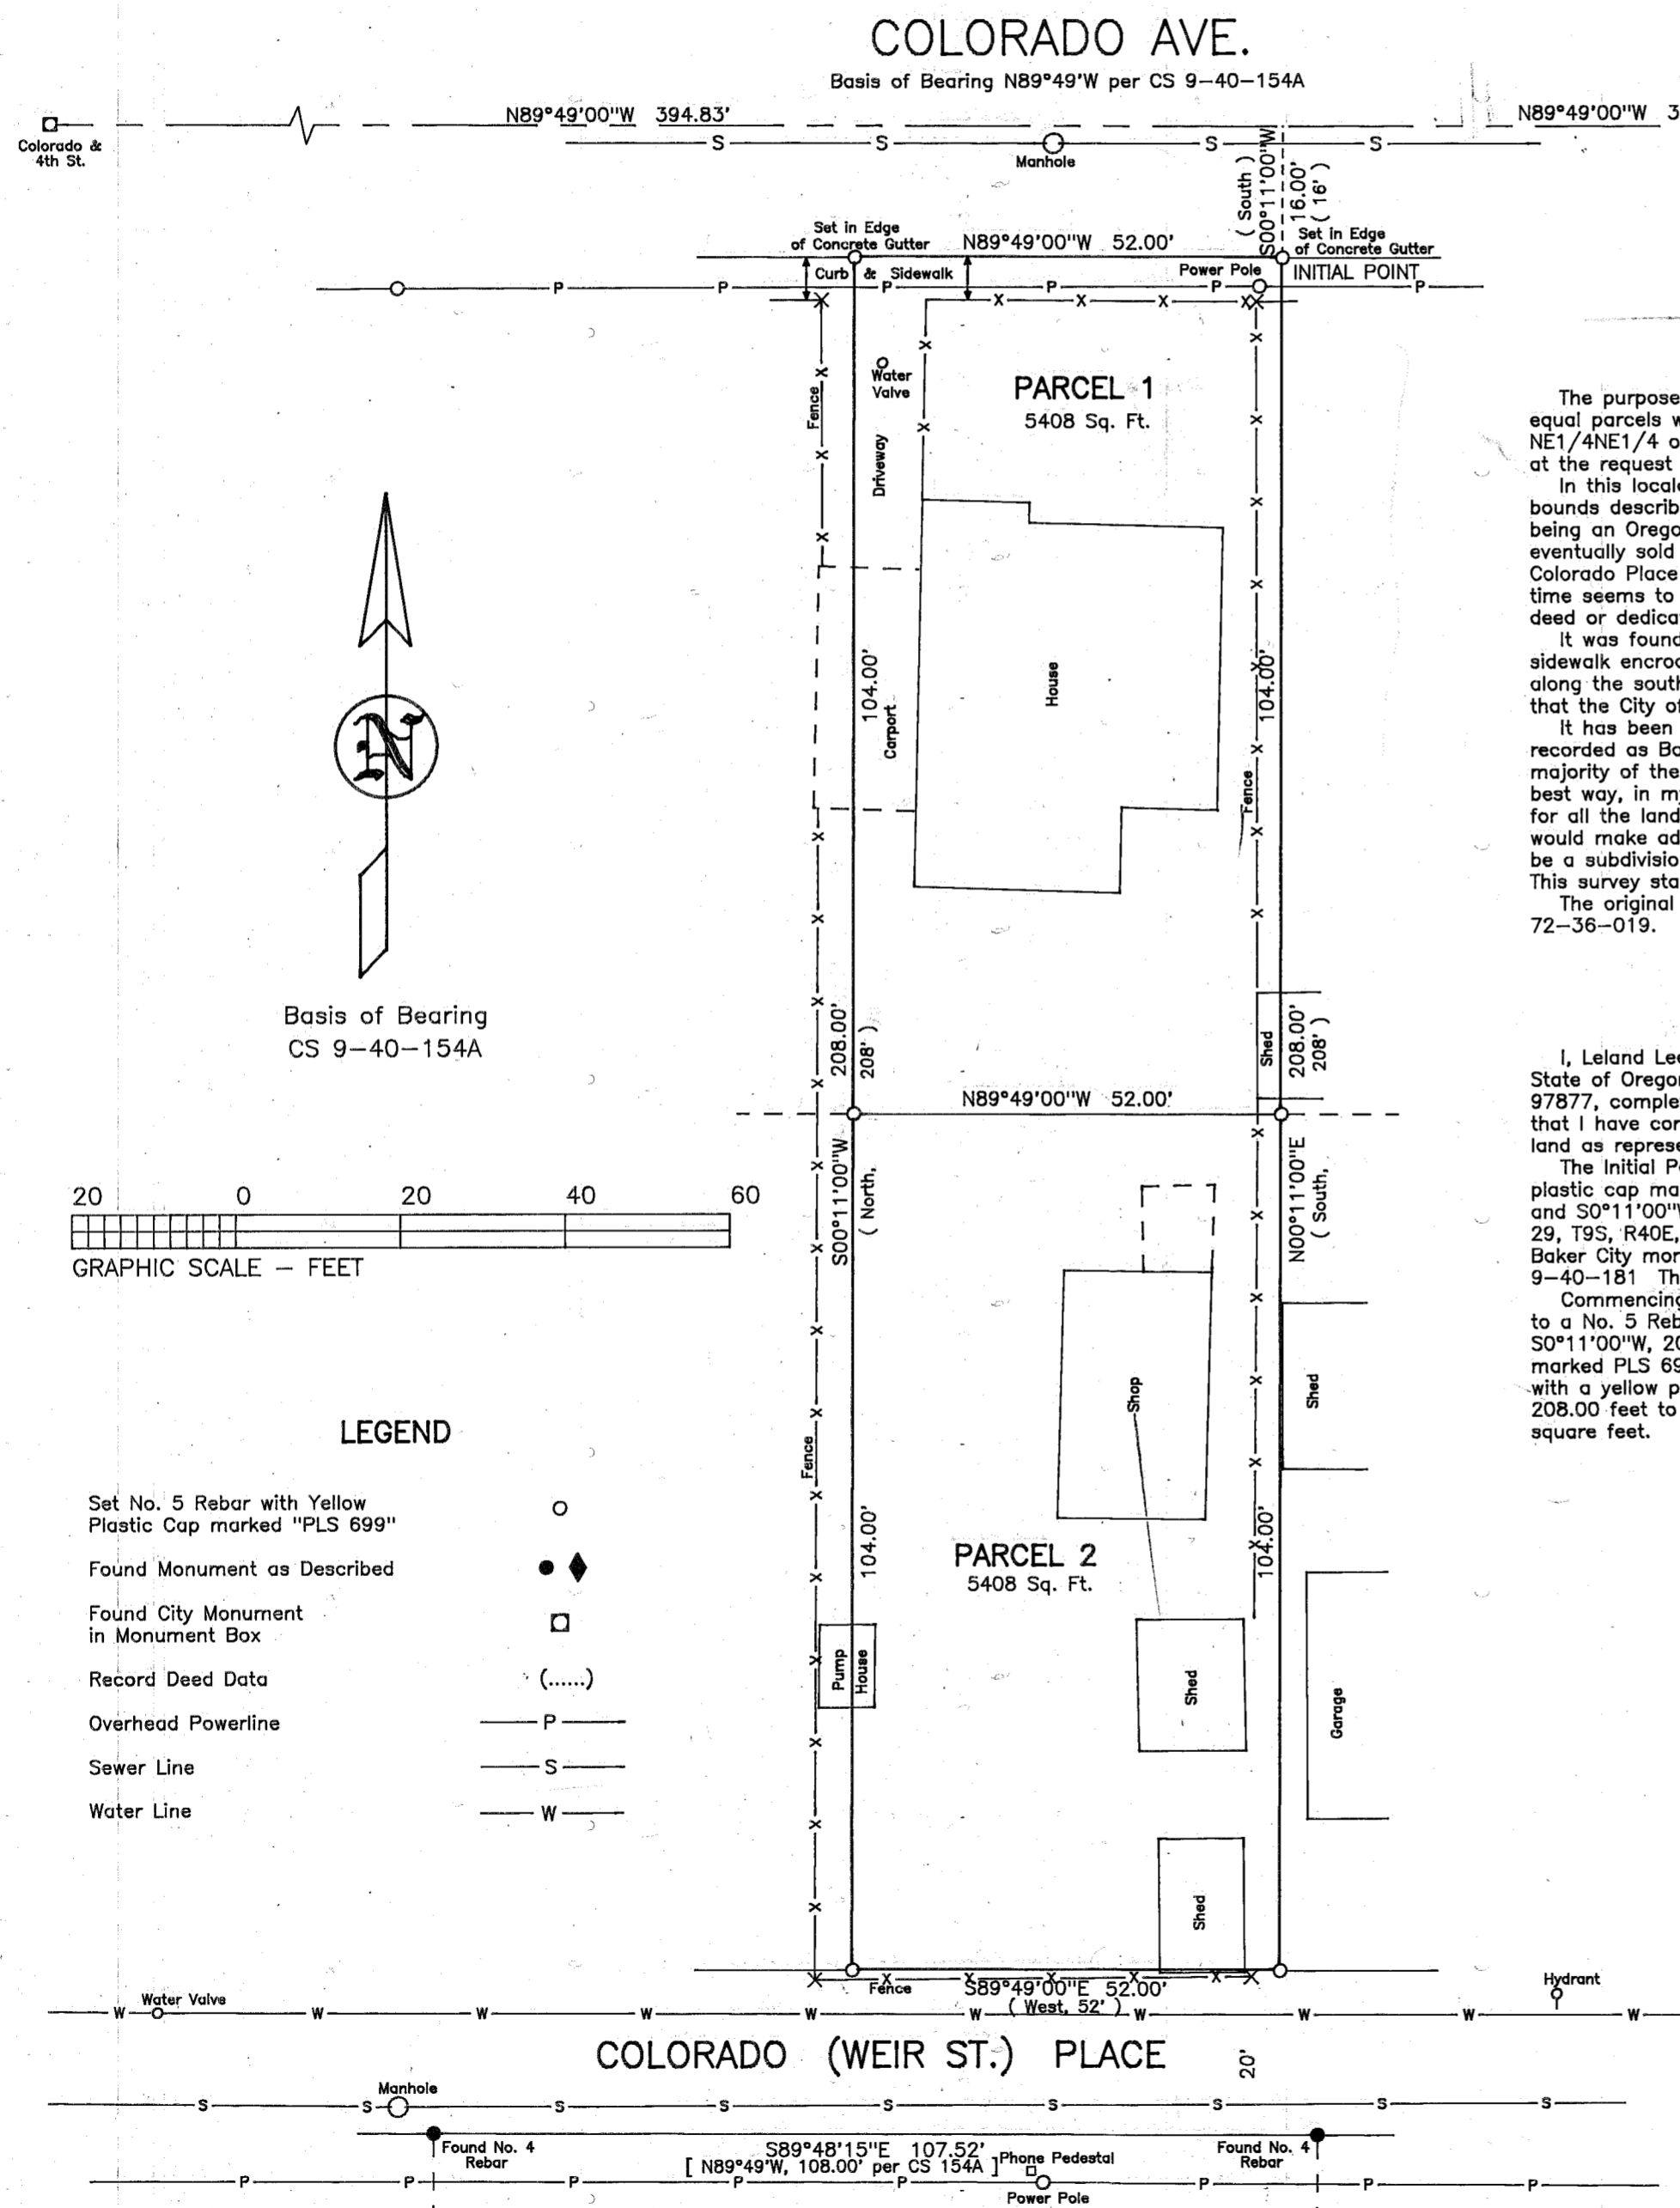 COLORADO AVE.
Basis of Bearing N89°49'W per CS 9-40-154A
N89°49'00"W 394.83'
N89°49'00"W 3
Colorado &
4th St.
S S S S
Manhole
( South )
S00°11'00"W
16.00'
( 16' )
Set in Edge
of Concrete Gutter
N89°49'00"W 52.00'
Set in Edge
of Concrete Gutter
Curb & Sidewalk
Power Pole
INITIAL POINT
P P P P P P
Water
Valve
Fence
Driveway
PARCEL 1
5408 Sq. Ft.
104.00'
Carport
House
104.00'
Fence
N
Basis of Bearing
CS 9-40-154A
208.00'
208' )
Shed
208.00'
208' )
N89°49'00"W 52.00'
S00°11'00"W
( North,
N00°11'00"E
( South,
20 0 20 40 60
GRAPHIC SCALE - FEET
Shop
Shed
Fence
104.00'
104.00'
PARCEL 2
5408 Sq. Ft.
Pump
House
Shed
Garage
Shed
LEGEND
Set No. 5 Rebar with Yellow
Plastic Cap marked "PLS 699"
Found Monument as Described
Found City Monument
in Monument Box
Record Deed Data (......)
Overhead Powerline P
Sewer Line S
Water Line W
Fence
S89°49'00"E 52.00'
( West, 52' )
Water Valve
Hydrant
W W W W W W W W W W
COLORADO (WEIR ST.) PLACE
20'
Manhole
S S S S S S S S S
Found No. 4
Rebar
S89°48'15"E 107.52'
[ N89°49'W, 108.00' per CS 154A ]
Phone Pedestal
Found No. 4
Rebar
P P P P P P P P
Power Pole
The purpose
equal parcels w
NE1/4NE1/4 o
at the request
In this local
bounds describ
being an Orego
eventually sold
Colorado Place
time seems to
deed or dedica
It was found
sidewalk encroa
along the south
that the City of
It has been
recorded as Ba
majority of the
best way, in my
for all the land
would make ad
be a subdivisio
This survey sta
The original
72-36-019.
I, Leland Lee
State of Orego
97877, comple
that I have cor
land as represe
The Initial P
plastic cap ma
and S0°11'00"W
29, T9S, R40E,
Baker City mor
9-40-181 Th
Commencing
to a No. 5 Reb
S0°11'00"W, 20
marked PLS 69
with a yellow p
208.00 feet to
square feet.